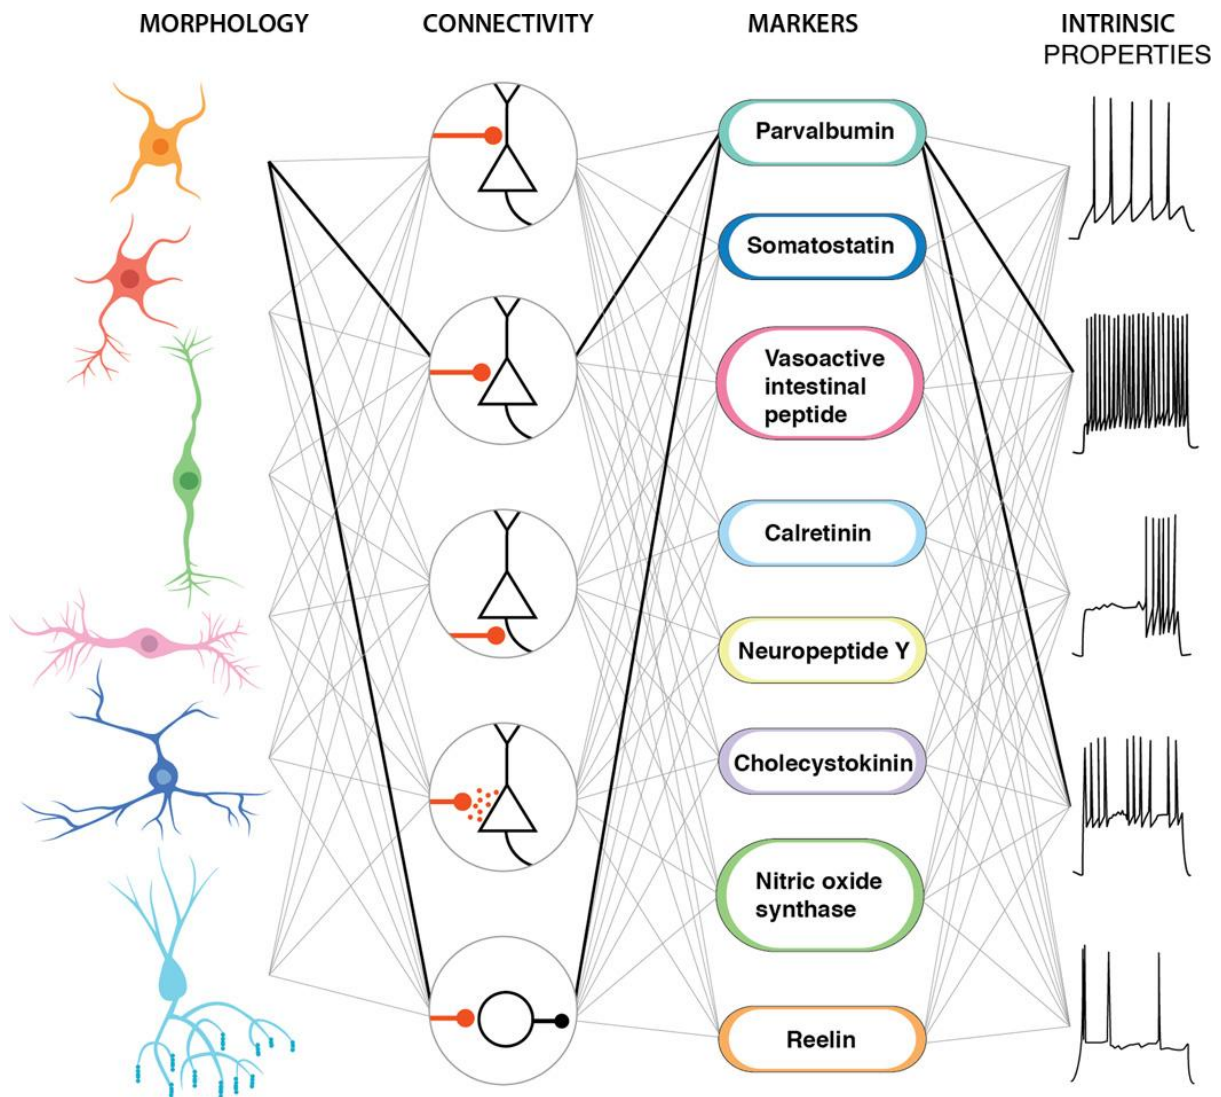 MORPHOLOGY
CONNECTIVITY
MARKERS
INTRINSIC
PROPERTIES
Parvalbumin
Somatostatin
Vasoactive
intestinal
peptide
Calretinin
Neuropeptide Y
Cholecystokinin
Nitric oxide
synthase
Reelin